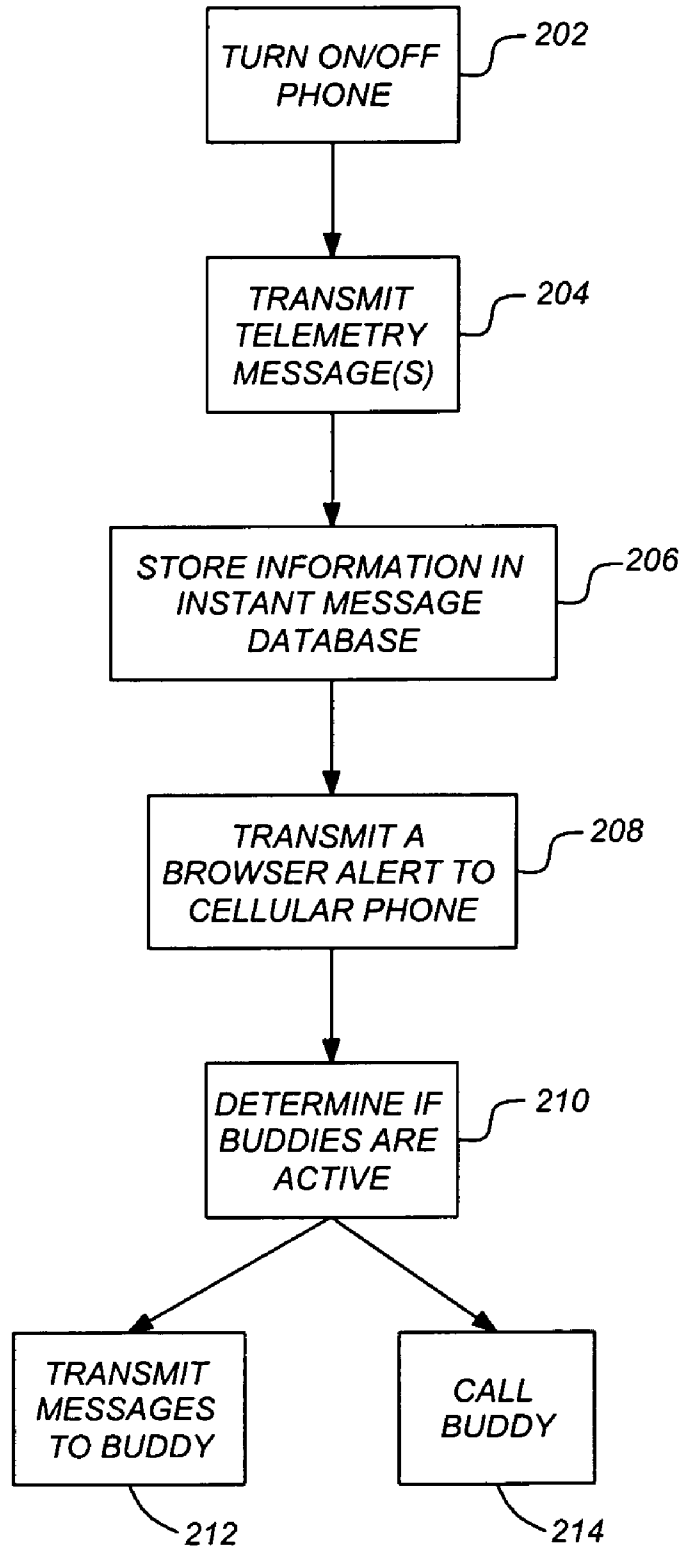 TURN ON/OFF
PHONE
202
TRANSMIT
TELEMETRY
MESSAGE(S)
204
STORE INFORMATION IN
INSTANT MESSAGE
DATABASE
206
TRANSMIT A
BROWSER ALERT TO
CELLULAR PHONE
208
DETERMINE IF
BUDDIES ARE
ACTIVE
210
TRANSMIT
MESSAGES
TO BUDDY
212
CALL
BUDDY
214